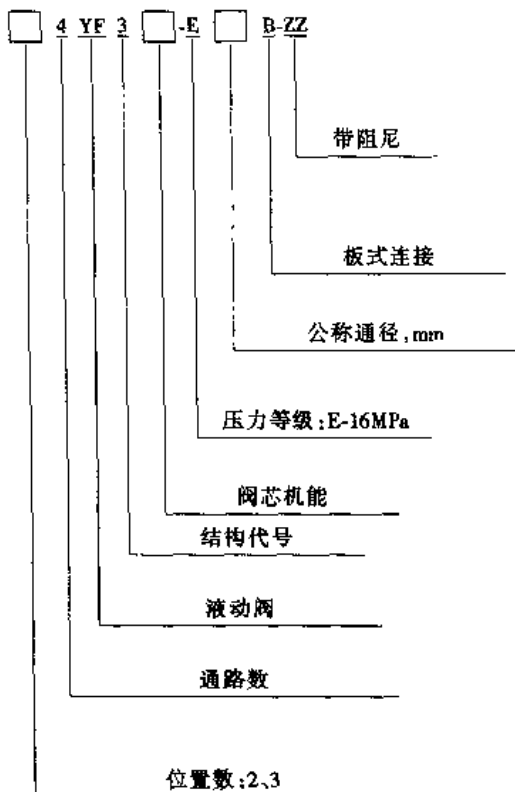 □ 4 YF 3 □-E □ B-ZZ
带阻尼
板式连接
公称通径,mm
压力等级:E-16MPa
阀芯机能
结构代号
液动阀
通路数
位置数:2、3